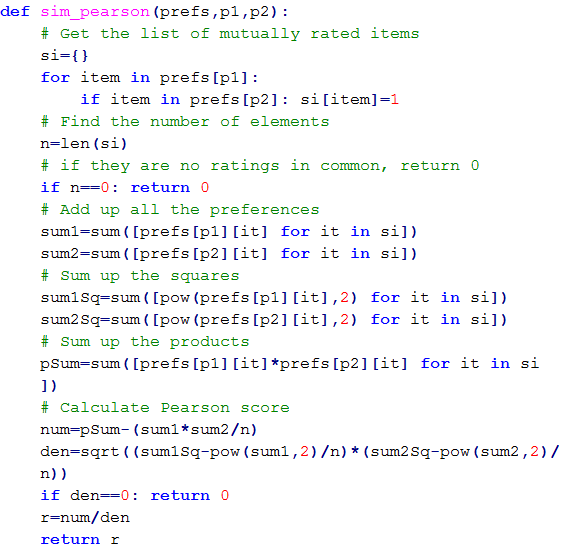 def sim_pearson(prefs,p1,p2):
    # Get the list of mutually rated items
    si={}
    for item in prefs[p1]:
        if item in prefs[p2]: si[item]=1
    # Find the number of elements
    n=len(si)
    # if they are no ratings in common, return 0
    if n==0: return 0
    # Add up all the preferences
    sum1=sum([prefs[p1][it] for it in si])
    sum2=sum([prefs[p2][it] for it in si])
    # Sum up the squares
    sum1Sq=sum([pow(prefs[p1][it],2) for it in si])
    sum2Sq=sum([pow(prefs[p2][it],2) for it in si])
    # Sum up the products
    pSum=sum([prefs[p1][it]*prefs[p2][it] for it in si
    ])
    # Calculate Pearson score
    num=pSum-(sum1*sum2/n)
    den=sqrt((sum1Sq-pow(sum1,2)/n)*(sum2Sq-pow(sum2,2)/
    n))
    if den==0: return 0
    r=num/den
    return r